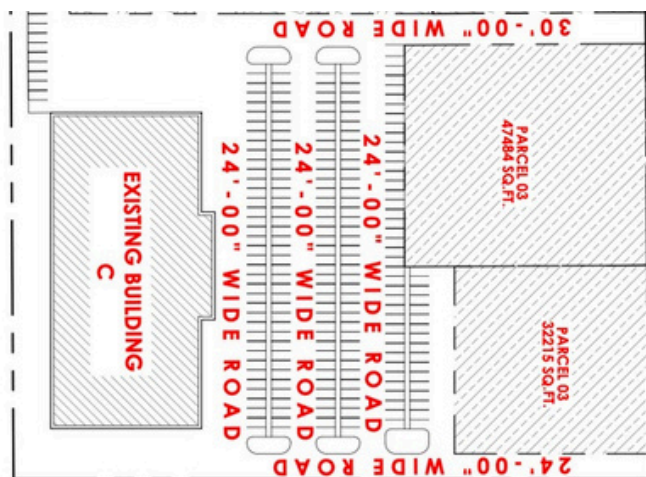 30'-00" WIDE ROAD
PARCEL 03
47484 SQ.FT.
24'-00" WIDE ROAD
24'-00" WIDE ROAD
24'-00" WIDE ROAD
EXISTING BUILDING
C
PARCEL 03
32215 SQ.FT.
24'-00" WIDE ROAD